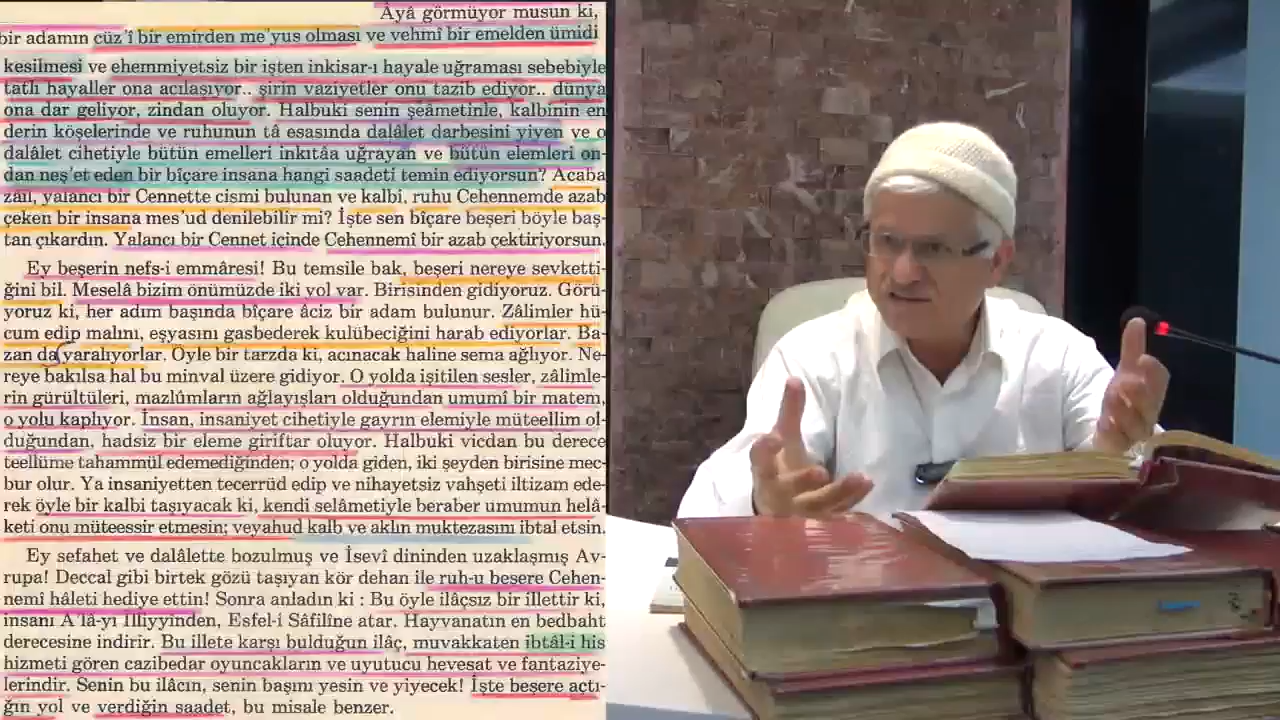 Âyâ görmüyor musun ki,
bir adamın cüz'î bir emirden me'yus olması ve vehmî bir emelden ümidi
kesilmesi ve ehemmiyetsiz bir işten inkisar-ı hayale uğraması sebebiyle
tatlı hayaller ona acılaşıyor.. şirin vaziyetler onu tazib ediyor.. dünya
ona dar geliyor, zindan oluyor. Halbuki senin şeâmetinle, kalbinin en
derin köşelerinde ve ruhunun tâ esasında dalâlet darbesini yiyen ve o
dalâlet cihetiyle bütün emelleri inkıtâa uğrayan ve bütün elemleri on-
dan neş'et eden bir bîçare insana hangi saadeti temin ediyorsun? Acaba
zâil, yalancı bir Cennette cismi bulunan ve kalbi, ruhu Cehennemde azab
çeken bir insana mes'ud denilebilir mi? İşte sen bîçare beşeri böyle baş-
tan çıkardın. Yalancı bir Cennet içinde Cehennemî bir azab çektiriyorsun.
Ey beşerin nefs-i emmâresi! Bu temsile bak, beşeri nereye sevketti-
ğini bil. Meselâ bizim önümüzde iki yol var. Birisinden gidiyoruz. Görü-
yoruz ki, her adım başında bîçare âciz bir adam bulunur. Zâlimler hü-
cum edip malını, eşyasını gasbederek kulübeciğini harab ediyorlar. Ba-
zan da yaralıyorlar. Öyle bir tarzda ki, acınacak haline sema ağlıyor. Ne-
reye bakılsa hal bu minval üzere gidiyor. O yolda işitilen sesler, zâlimle-
rin gürültüleri, mazlûmların ağlayışları olduğundan umumî bir matem,
o yolu kaplıyor. İnsan, insaniyet cihetiyle gayrın elemiyle müteellim ol-
duğundan, hadsiz bir eleme giriftar oluyor. Halbuki vicdan bu derece
teellüme tahammül edemediğinden; o yolda giden, iki şeyden birisine mec-
bur olur. Ya insaniyetten tecerrüd edip ve nihayetsiz vahşeti iltizam ede-
rek öyle bir kalbi taşıyacak ki, kendi selâmetiyle beraber umumun helâ-
keti onu müteessir etmesin; veyahud kalb ve aklın muktezasını ibtal etsin.
Ey sefahet ve dalâlette bozulmuş ve İsevî dininden uzaklaşmış Av-
rupa! Deccal gibi birtek gözü taşıyan kör dehan ile ruh-u beşere Cehen-
nemî hâleti hediye ettin! Sonra anladın ki : Bu öyle ilâçsız bir illettir ki,
insanı A'lâ-yı İlliyyînden, Esfel-i Sâfilîne atar. Hayvanatın en bedbaht
derecesine indirir. Bu illete karşı bulduğun ilâç, muvakkaten ibtâl-i his
hizmeti gören cazibedar oyuncakların ve uyutucu hevesat ve fantaziye-
lerindir. Senin bu ilâcın, senin başını yesin ve yiyecek! İşte beşere açtı-
ğın yol ve verdiğin saadet, bu misale benzer.